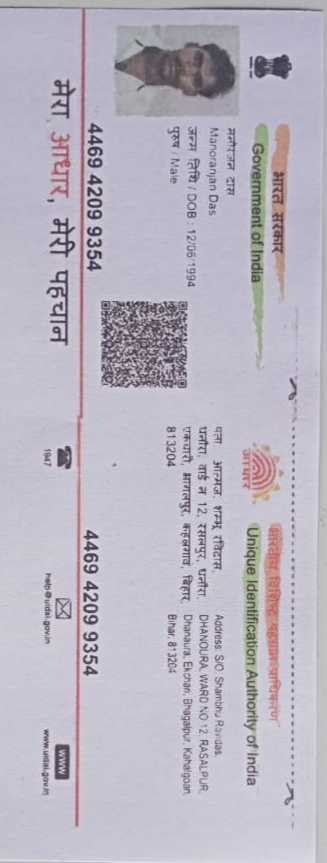 भारत सरकार
Government of India
मनोरंजन दास
Manoranjan Das
जन्म तिथि / DOB : 12/06/1994
पुरुष / Male
4469 4209 9354
मेरा आधार, मेरी पहचान
भारतीय विशिष्ट पहचान प्राधिकरण
Unique Identification Authority of India
आधार
पता: आत्मज: शम्भू रविदास,
धनौरा, वार्ड न 12, रसलपुर, धनौरा,
एकचारी, भागलपुर, कहलगांव, बिहार,
813204
Address: S/O: Shambhu Ravidas,
DHANOURA, WARD NO 12, RASALPUR,
Dhanaura, Ekchari, Bhagalpur, Kahalgoan,
Bihar, 813204
4469 4209 9354
1947
help@uidai.gov.in
www
www.uidai.gov.in